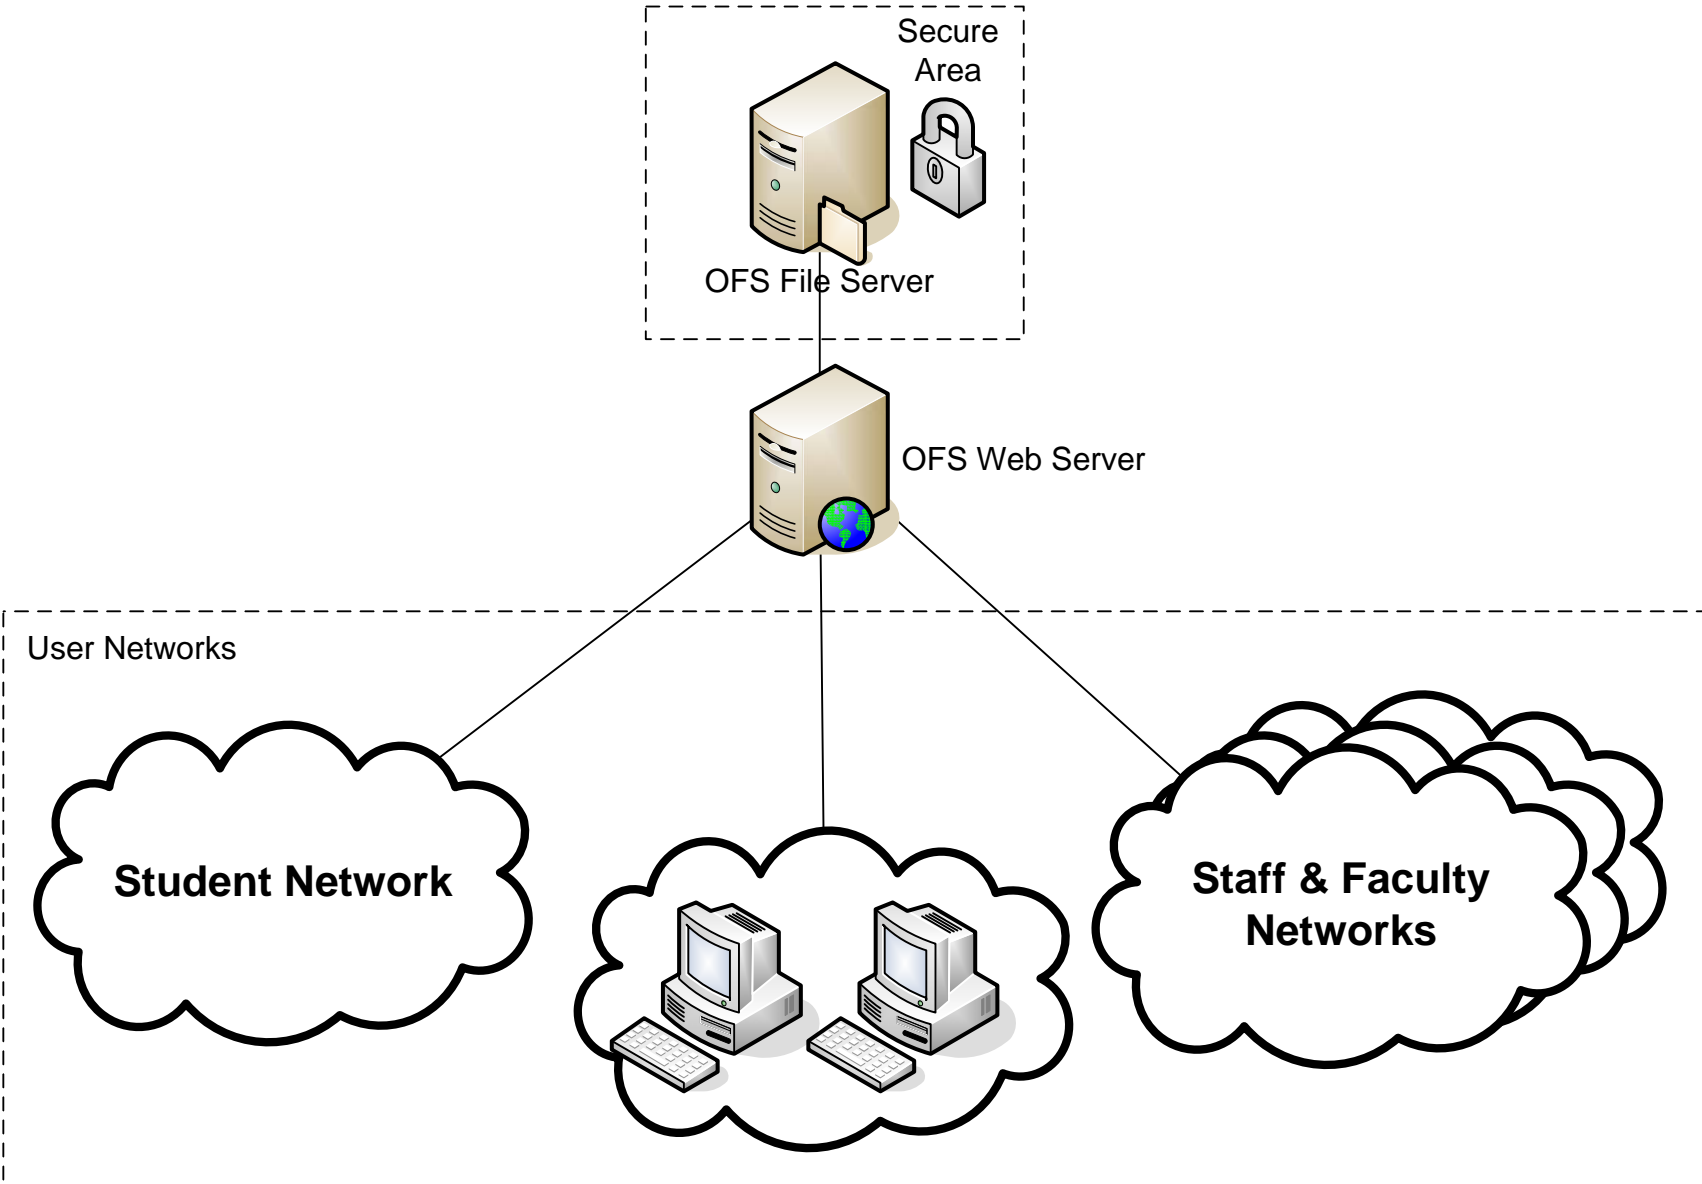 Secure
Area
OFS File Server
OFS Web Server
User Networks
Student Network
Staff & Faculty
Networks